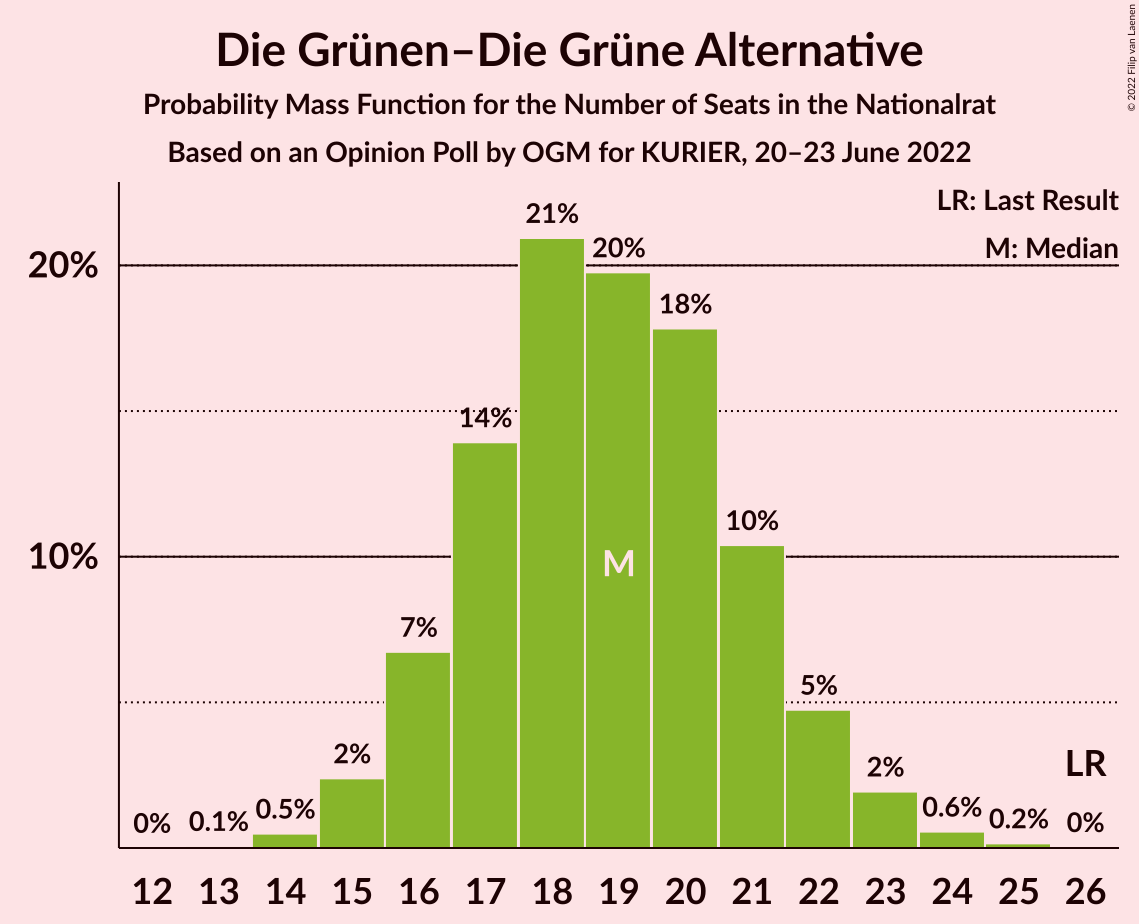 Die Grünen–Die Grüne Alternative
Probability Mass Function for the Number of Seats in the Nationalrat
Based on an Opinion Poll by OGM for KURIER, 20–23 June 2022
© 2022 Filip van Laenen
LR: Last Result
M: Median
20%
10%
0%
0.1%
0.5%
2%
7%
14%
21%
20%
18%
10%
5%
2%
0.6%
0.2%
0%
M
LR
12 13 14 15 16 17 18 19 20 21 22 23 24 25 26